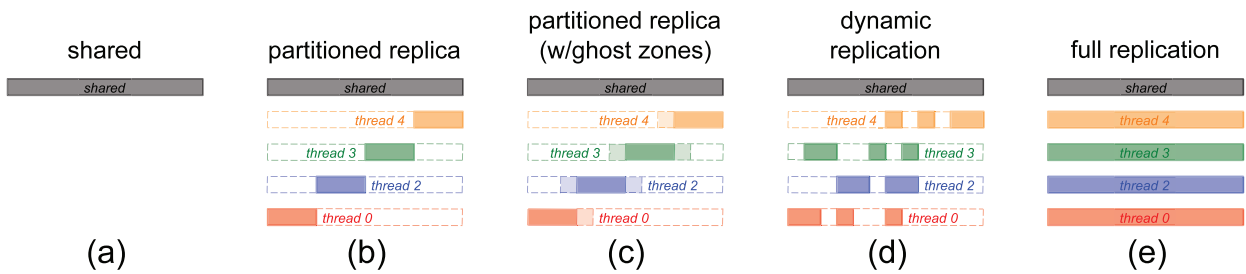 shared
shared
(a)
partitioned replica
shared
thread 4
thread 3
thread 2
thread 0
(b)
partitioned replica
(w/ghost zones)
shared
thread 4
thread 3
thread 2
thread 0
(c)
dynamic
replication
shared
thread 4
thread 3
thread 2
thread 0
(d)
full replication
shared
thread 4
thread 3
thread 2
thread 0
(e)